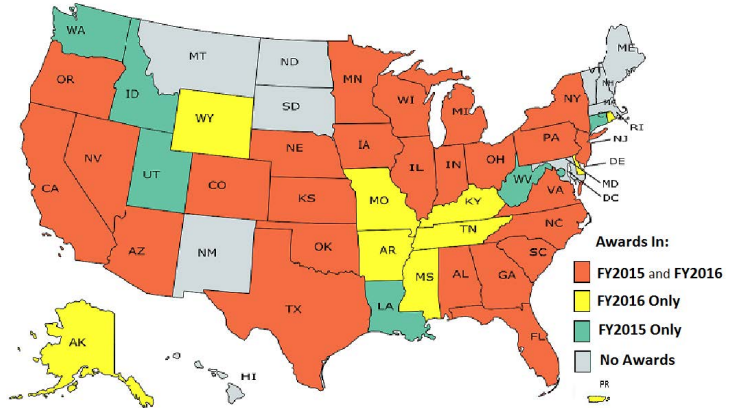 WA
MT
ND
MN
ME
VT
NH
MA
OR
ID
SD
WI
MI
NY
RI
WY
NJ
IA
PA
NE
OH
DE
NV
UT
IL
IN
MD
CO
WV
DC
CA
KS
MO
KY
VA
NC
TN
AZ
NM
OK
AR
SC
Awards In:
MS
AL
GA
FY2015 and FY2016
TX
LA
FY2016 Only
FL
FY2015 Only
AK
No Awards
HI
PR